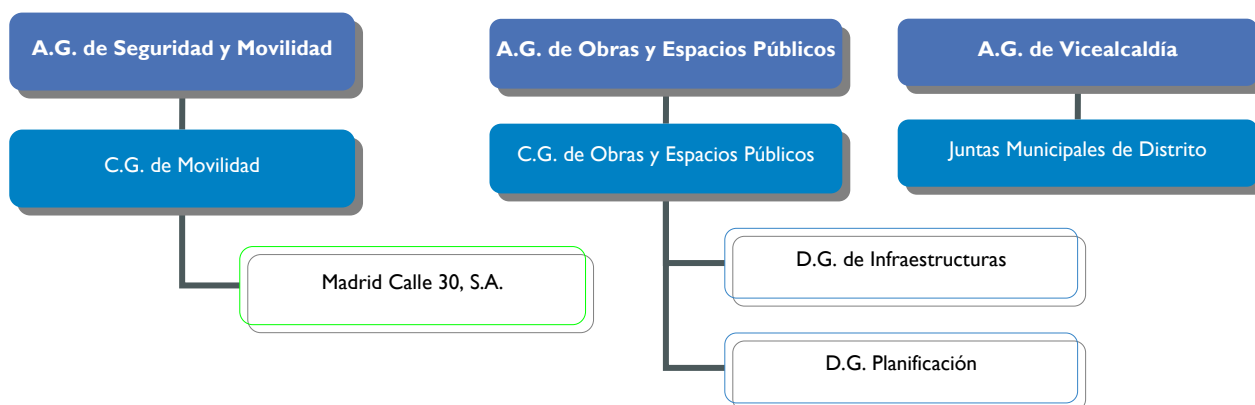 A.G. de Seguridad y Movilidad
A.G. de Obras y Espacios Públicos
A.G. de Vicealcaldía
C.G. de Movilidad
C.G. de Obras y Espacios Públicos
Juntas Municipales de Distrito
Madrid Calle 30, S.A.
D.G. de Infraestructuras
D.G. Planificación